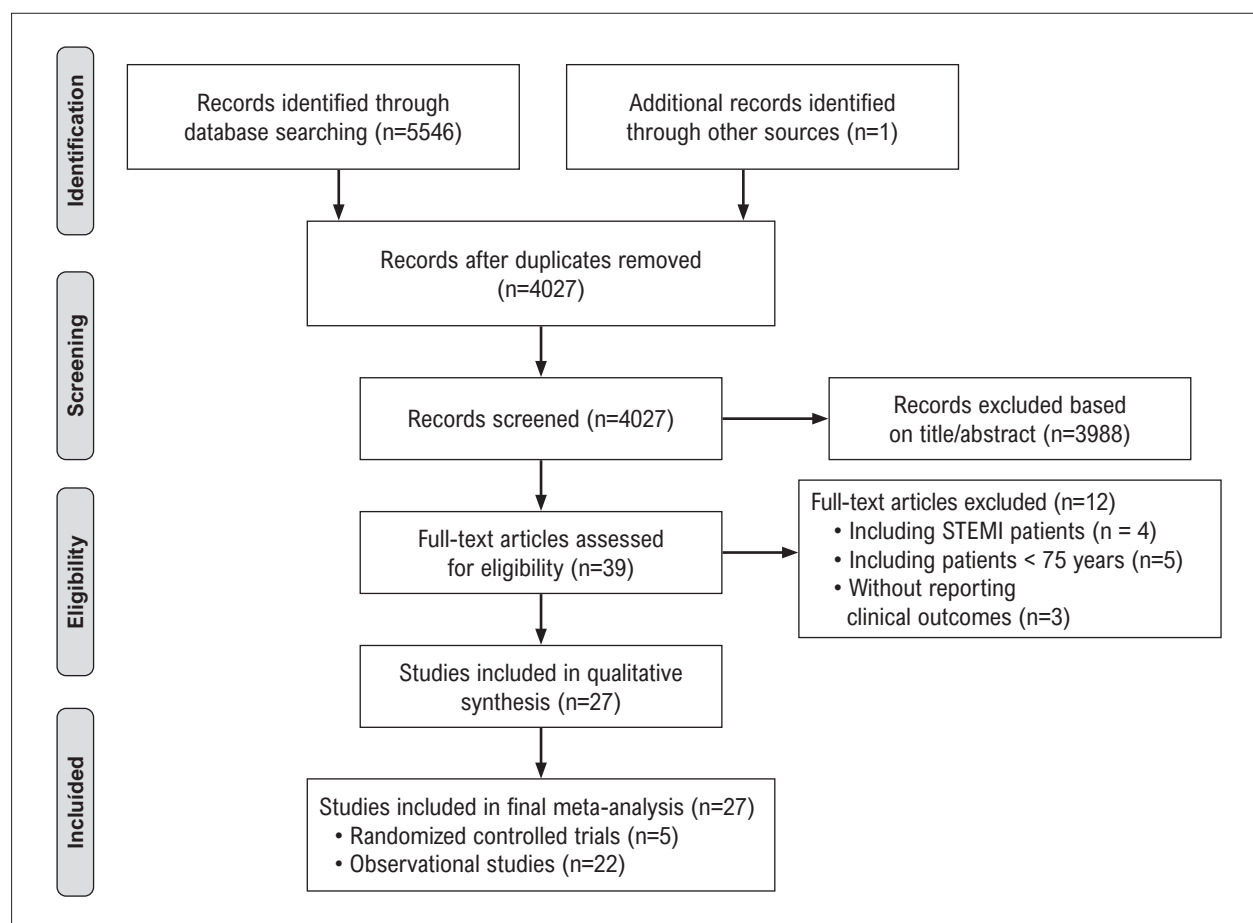 Identification
Records identified through
database searching (n=5546)
Additional records identified
through other sources (n=1)
Records after duplicates removed
(n=4027)
Screening
Records screened (n=4027)
Records excluded based
on title/abstract (n=3988)
Eligibility
Full-text articles assessed
for eligibility (n=39)
Full-text articles excluded (n=12)
• Including STEMI patients (n = 4)
• Including patients < 75 years (n=5)
• Without reporting
clinical outcomes (n=3)
Studies included in qualitative
synthesis (n=27)
Incluíded
Studies included in final meta-analysis (n=27)
• Randomized controlled trials (n=5)
• Observational studies (n=22)